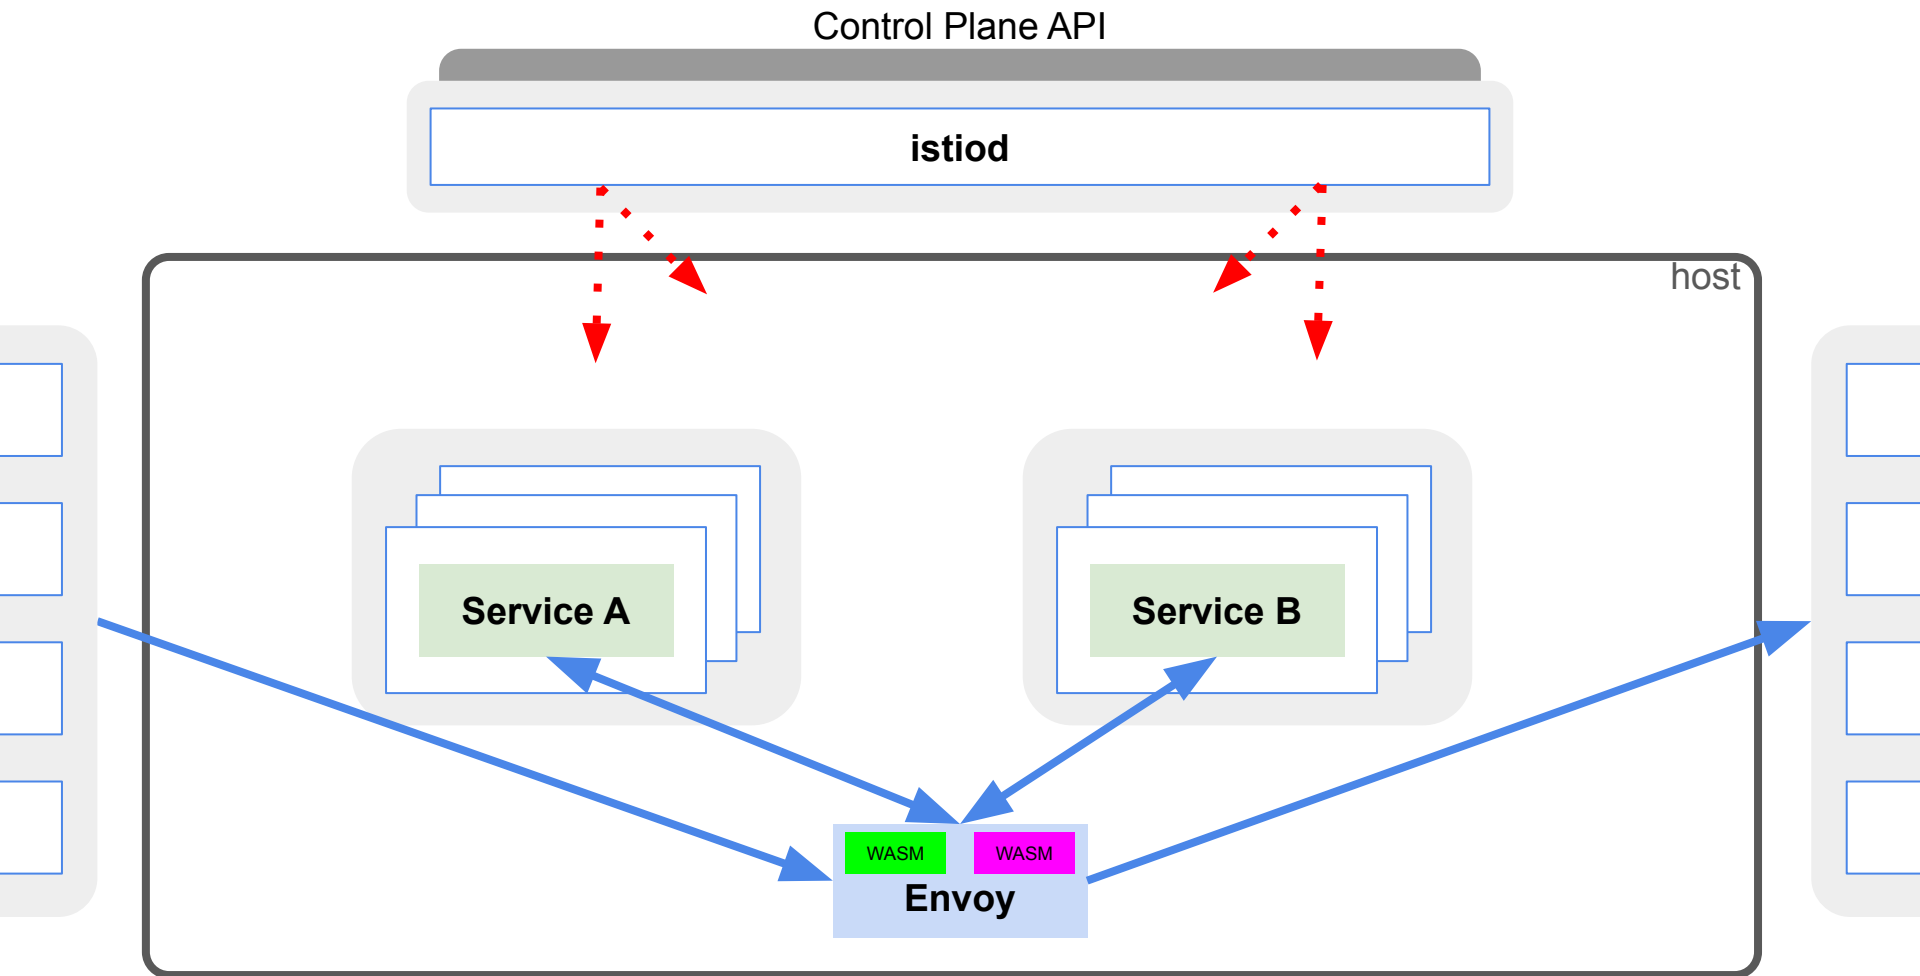 Control Plane API
istiod
host
Service A
Service B
WASM
WASM
Envoy